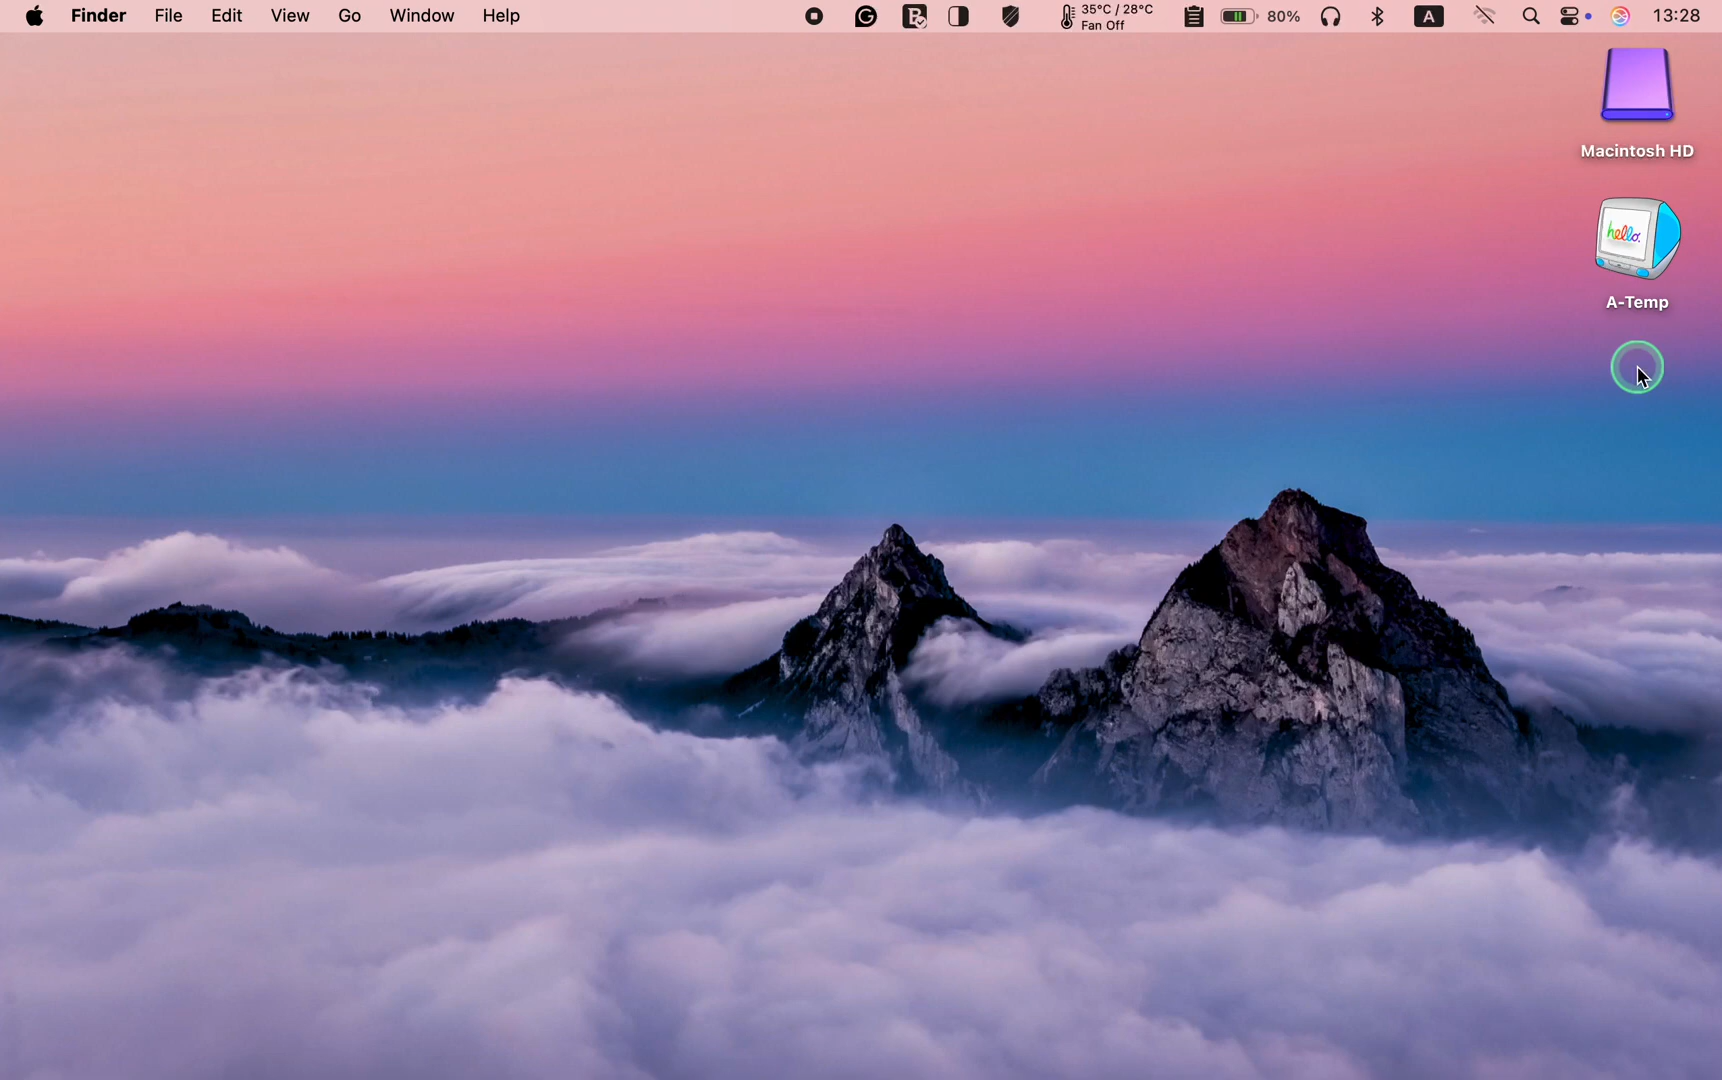 Finder File Edit View Go Window Help
35°C / 28°C
Fan Off
80%
A
13:28
Macintosh HD
hello.
A-Temp